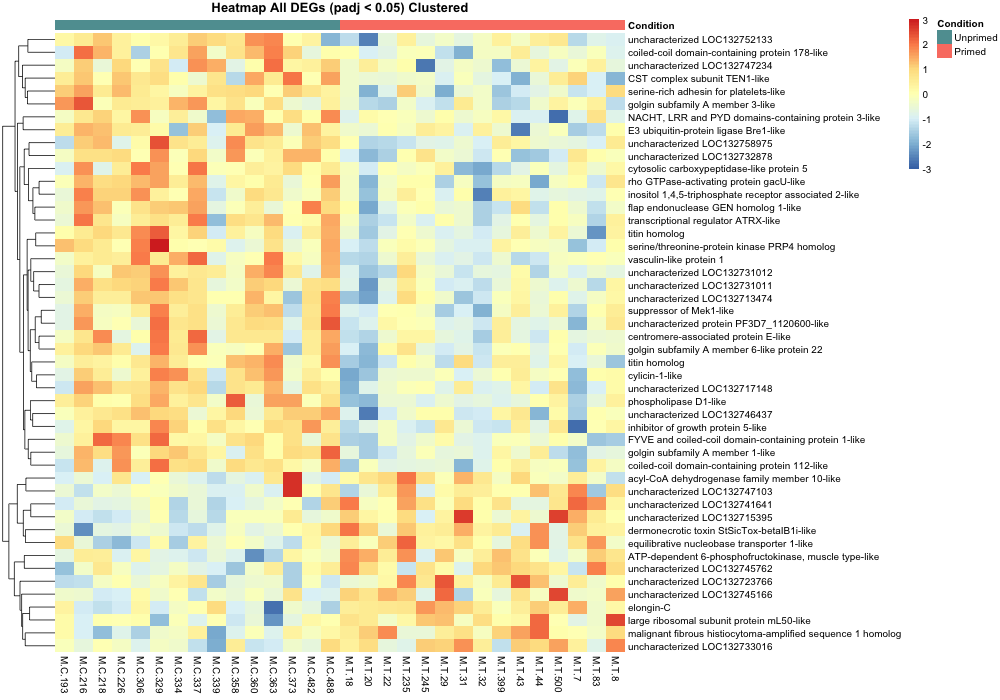 Heatmap All DEGs (padj < 0.05) Clustered
Condition
uncharacterized LOC132752133
coiled-coil domain-containing protein 178-like
uncharacterized LOC132747234
CST complex subunit TEN1-like
serine-rich adhesin for platelets-like
golgin subfamily A member 3-like
NACHT, LRR and PYD domains-containing protein 3-like
E3 ubiquitin-protein ligase Bre1-like
uncharacterized LOC132758975
uncharacterized LOC132732878
cytosolic carboxypeptidase-like protein 5
rho GTPase-activating protein gacU-like
inositol 1,4,5-triphosphate receptor associated 2-like
flap endonuclease GEN homolog 1-like
transcriptional regulator ATRX-like
titin homolog
serine/threonine-protein kinase PRP4 homolog
vasculin-like protein 1
uncharacterized LOC132731012
uncharacterized LOC132731011
uncharacterized LOC132713474
suppressor of Mek1-like
uncharacterized protein PF3D7_1120600-like
centromere-associated protein E-like
golgin subfamily A member 6-like protein 22
titin homolog
cylicin-1-like
uncharacterized LOC132717148
phospholipase D1-like
uncharacterized LOC132746437
inhibitor of growth protein 5-like
FYVE and coiled-coil domain-containing protein 1-like
golgin subfamily A member 1-like
coiled-coil domain-containing protein 112-like
acyl-CoA dehydrogenase family member 10-like
uncharacterized LOC132747103
uncharacterized LOC132741641
uncharacterized LOC132715395
dermonecrotic toxin StSicTox-betaIB1i-like
equilibrative nucleobase transporter 1-like
ATP-dependent 6-phosphofructokinase, muscle type-like
uncharacterized LOC132745762
uncharacterized LOC132723766
uncharacterized LOC132745166
elongin-C
large ribosomal subunit protein mL50-like
malignant fibrous histiocytoma-amplified sequence 1 homolog
uncharacterized LOC132733016
M.C.193
M.C.216
M.C.218
M.C.226
M.C.306
M.C.329
M.C.334
M.C.337
M.C.339
M.C.358
M.C.360
M.C.363
M.C.373
M.C.482
M.C.488
M.T.18
M.T.20
M.T.22
M.T.235
M.T.245
M.T.29
M.T.31
M.T.32
M.T.399
M.T.43
M.T.44
M.T.500
M.T.7
M.T.83
M.T.8
3
2
1
0
-1
-2
-3
Condition
Unprimed
Primed